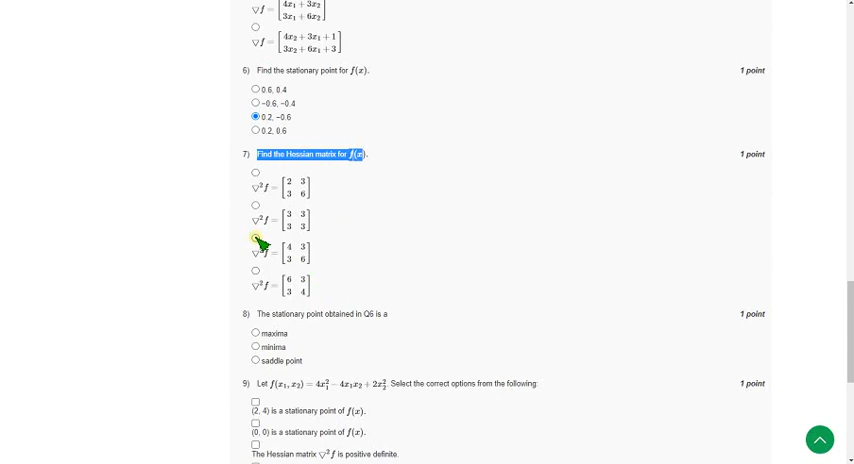 ▽f = [4x₁ + 3x₂
3x₁ + 6x₂]
▽f = [4x₂ + 3x₁ + 1
3x₂ + 6x₁ + 3]
6) Find the stationary point for f(x). 1 point
0.6, 0.4
−0.6, −0.4
0.2, −0.6
0.2, 0.6
7) Find the Hessian matrix for f(x). 1 point
▽²f = [2 3
3 6]
▽²f = [3 3
3 3]
▽²f = [4 3
3 6]
▽²f = [6 3
3 4]
8) The stationary point obtained in Q6 is a 1 point
maxima
minima
saddle point
9) Let f(x₁, x₂) = 4x₁² − 4x₁x₂ + 2x₂². Select the correct options from the following: 1 point
(2, 4) is a stationary point of f(x).
(0, 0) is a stationary point of f(x).
The Hessian matrix ▽²f is positive definite.